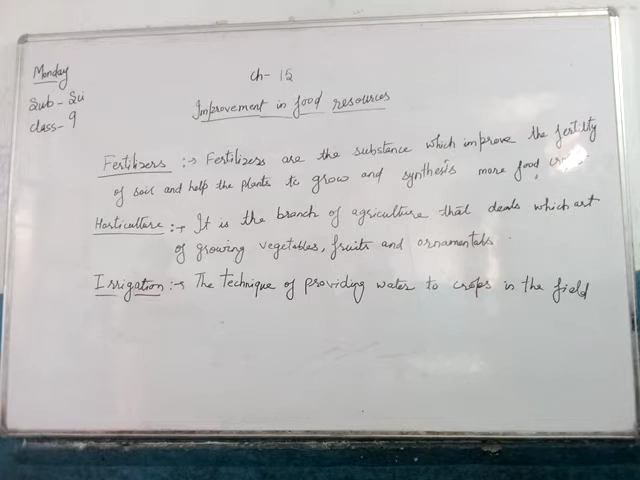 Monday
Sub - Sci
class - 9
Ch - 15
Improvement in food resources
Fertilizers :→ Fertilizers are the substance which improve the fertilty
of soil and help the plants to grow and synthesis more food
Horticulture :→ It is the branch of agriculture that deals which art
of growing vegetables, fruits and ornamentals.
Irrigation :→ The technique of providing water to crops in the field